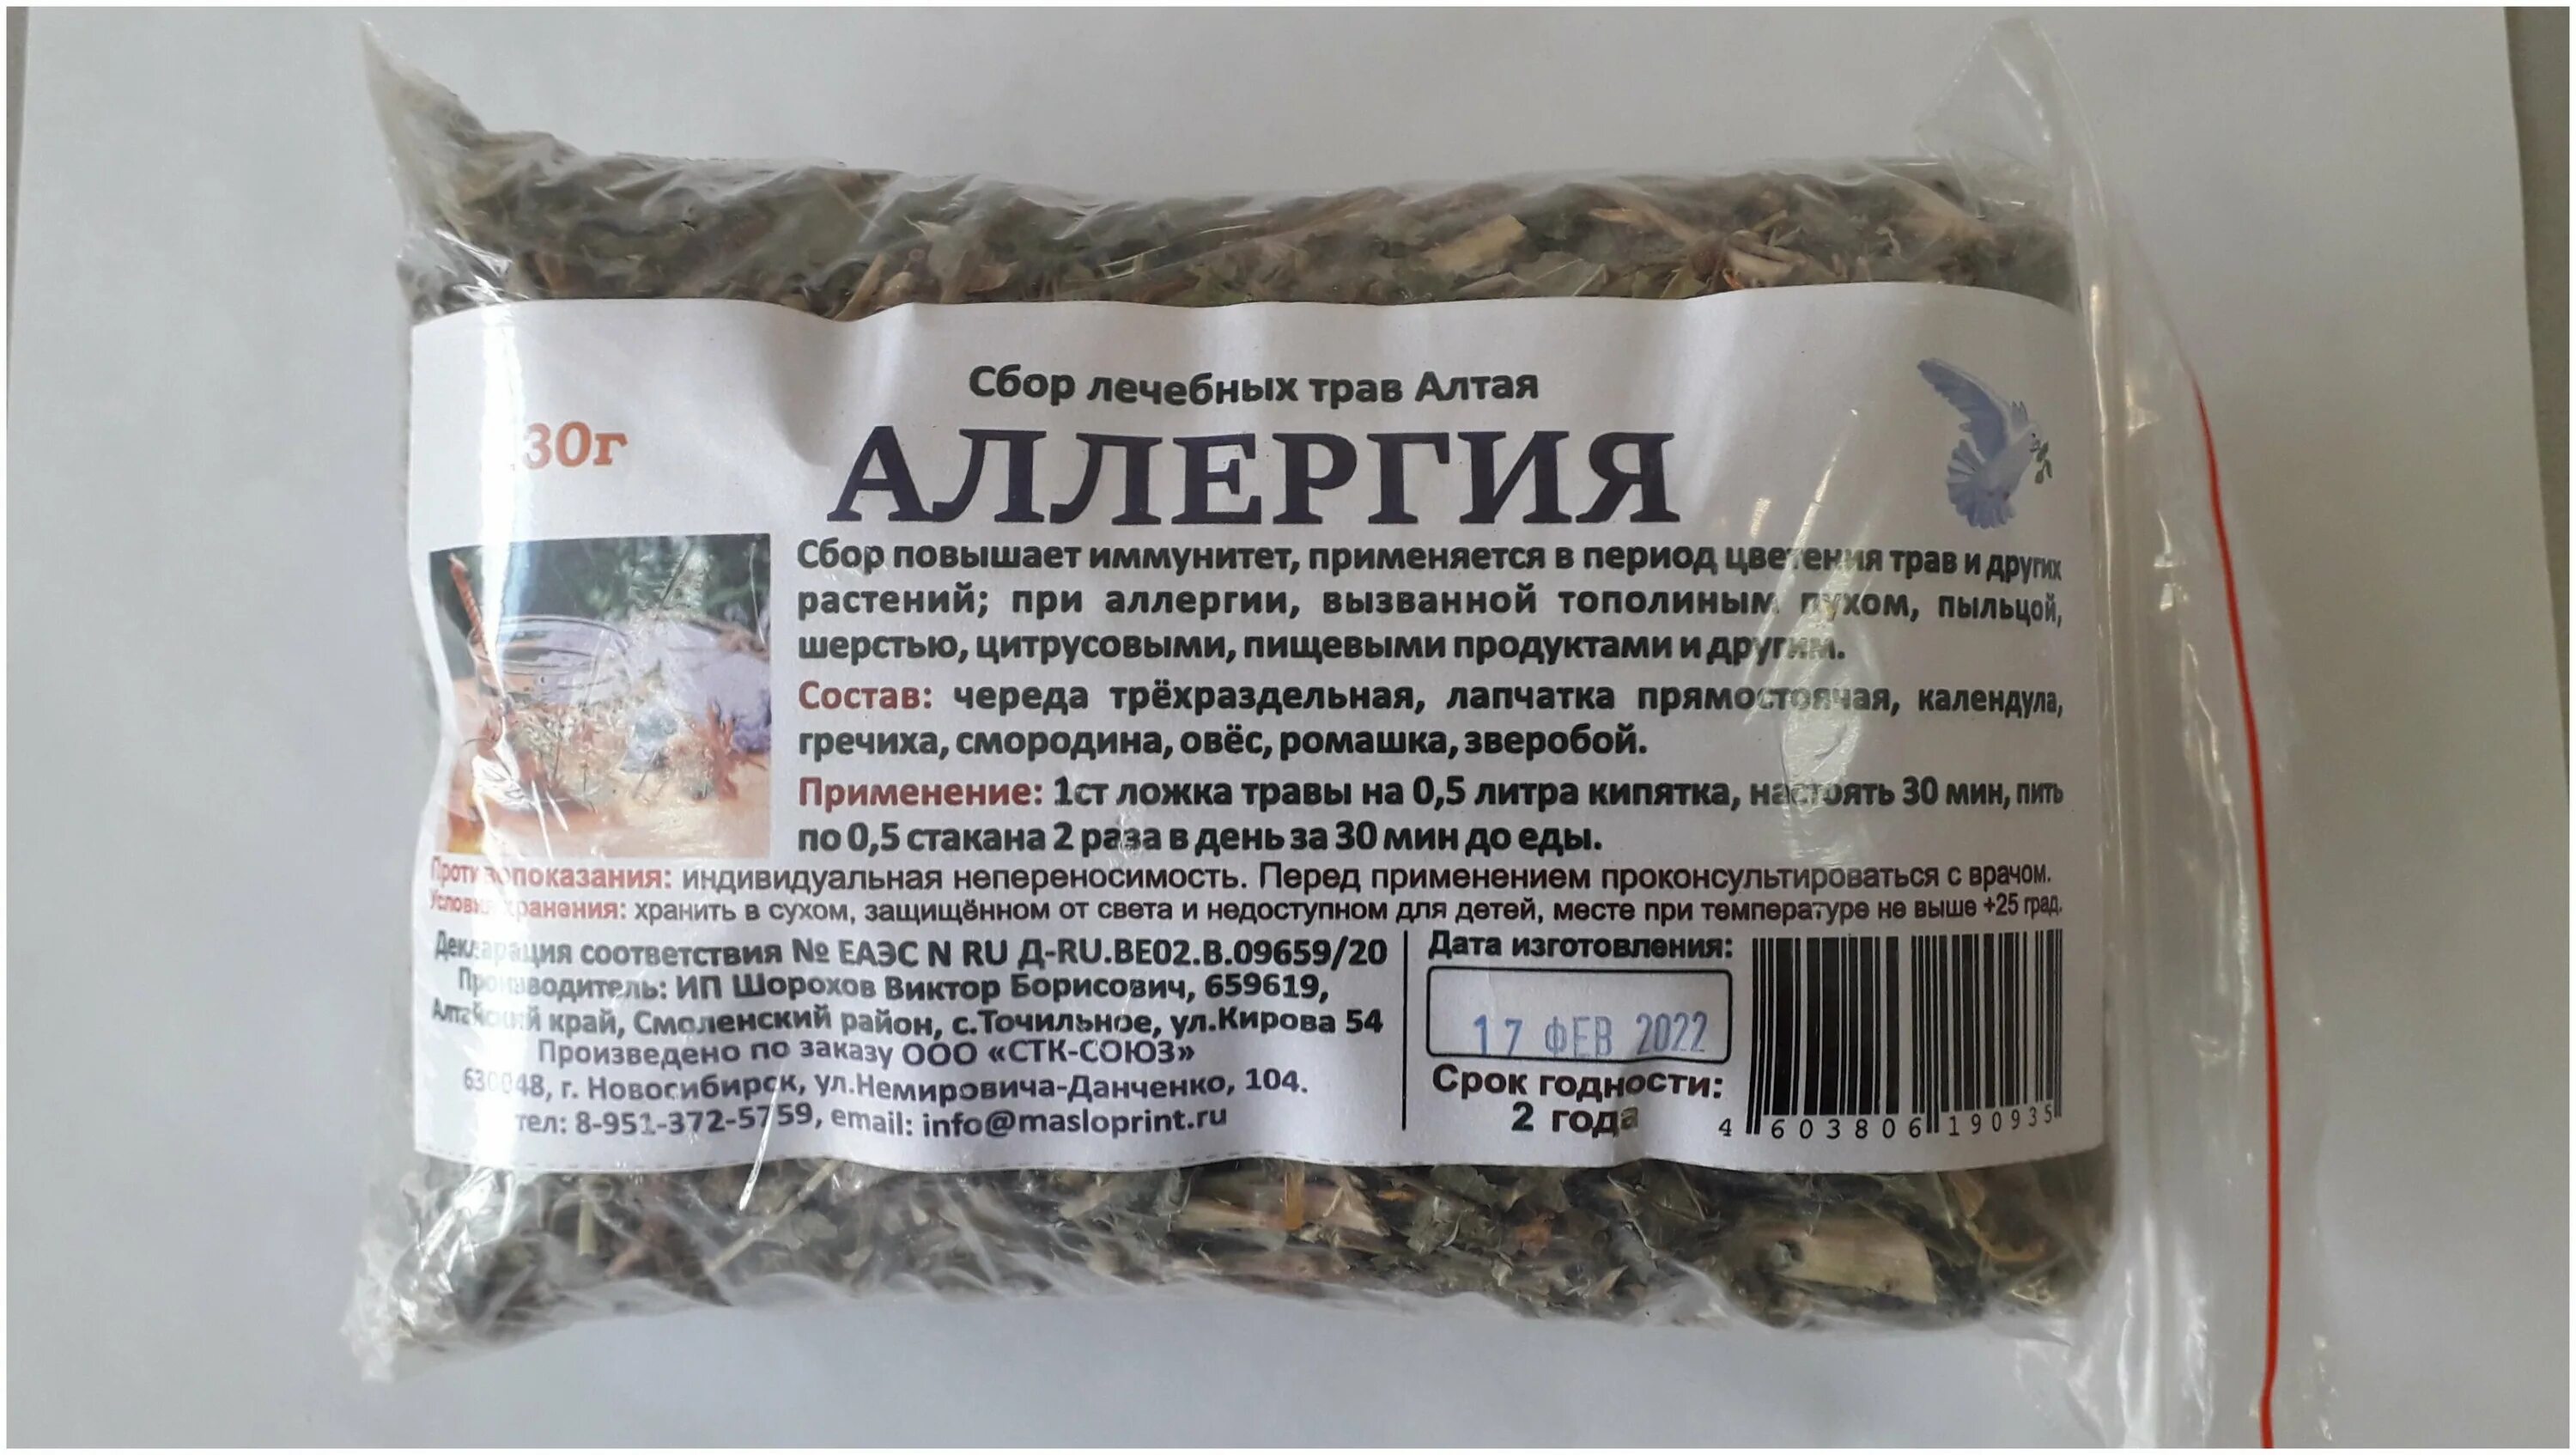 Сбор лечебных трав Алтая
30г
АЛЛЕРГИЯ
Сбор повышает иммунитет, применяется в период цветения трав и других
растений; при аллергии, вызванной тополиным пухом, пыльцой,
шерстью, цитрусовыми, пищевыми продуктами и другим.
Состав: череда трёхраздельная, лапчатка прямостоячая, календула,
гречиха, смородина, овёс, ромашка, зверобой.
Применение: 1ст ложка травы на 0,5 литра кипятка, настоять 30 мин, пить
по 0,5 стакана 2 раза в день за 30 мин до еды.
Противопоказания: индивидуальная непереносимость. Перед применением проконсультироваться с врачом.
Условия хранения: хранить в сухом, защищённом от света и недоступном для детей, месте при температуре не выше +25 град.
Декларация соответствия № ЕАЭС N RU Д-RU.ВЕ02.В.09659/20
Производитель: ИП Шорохов Виктор Борисович, 659619,
Алтайский край, Смоленский район, с.Точильное, ул.Кирова 54
Произведено по заказу ООО «СТК-СОЮЗ»
630048, г. Новосибирск, ул.Немировича-Данченко, 104.
тел: 8-951-372-5759, email: info@masloprint.ru
Дата изготовления:
17 ФЕВ 2022
Срок годности:
2 года
4 603806 190935